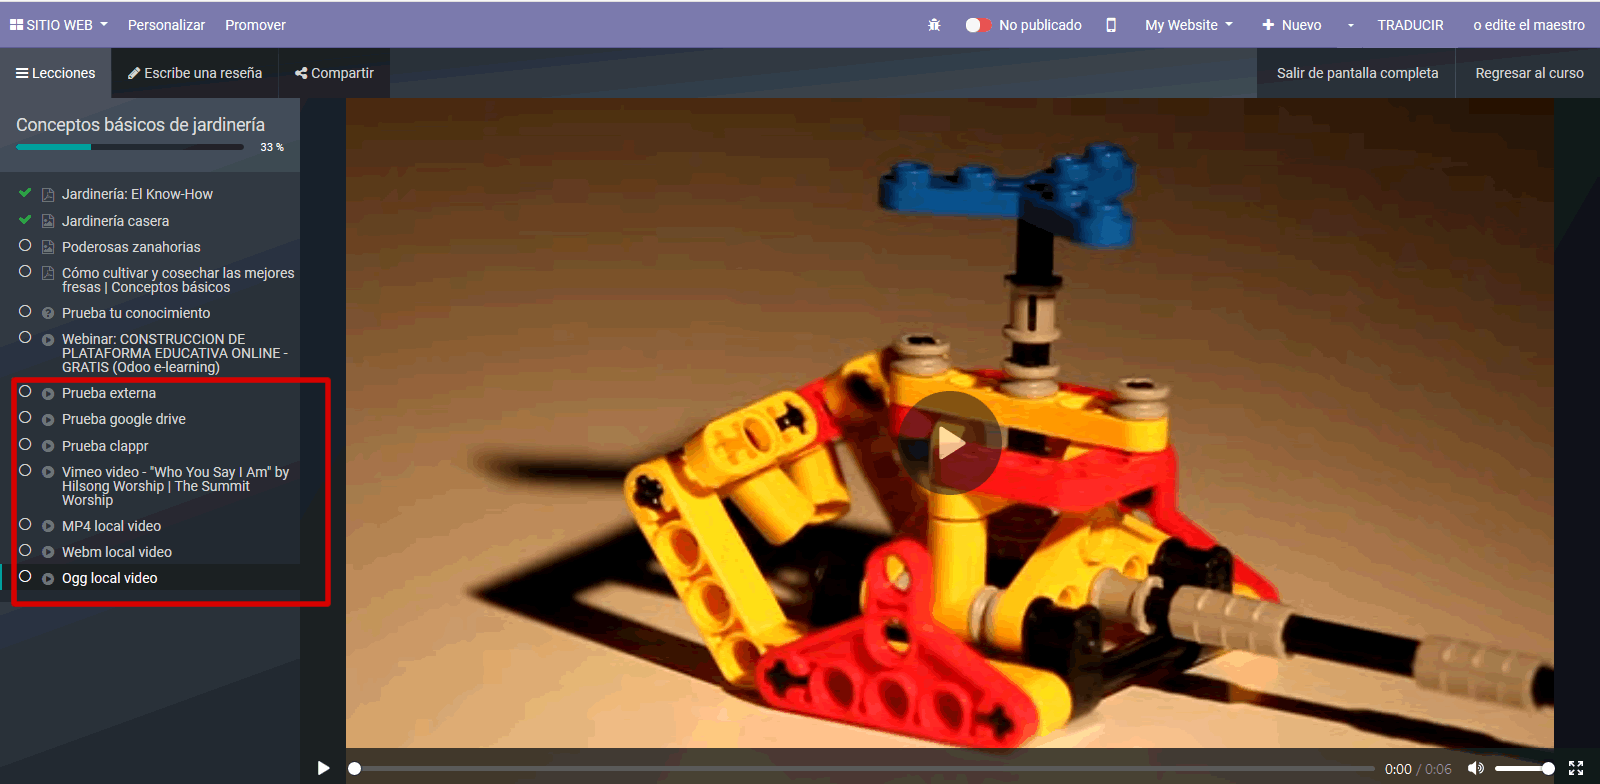 SITIO WEB Personalizar Promover No publicado My Website Nuevo TRADUCIR o edite el maestro
Lecciones Escribe una reseña Compartir Salir de pantalla completa Regresar al curso
Conceptos básicos de jardinería
33 %
Jardinería: El Know-How
Jardinería casera
Poderosas zanahorias
Cómo cultivar y cosechar las mejores
fresas | Conceptos básicos
Prueba tu conocimiento
Webinar: CONSTRUCCION DE
PLATAFORMA EDUCATIVA ONLINE -
GRATIS (Odoo e-learning)
Prueba externa
Prueba google drive
Prueba clappr
Vimeo video - "Who You Say I Am" by
Hilsong Worship | The Summit
Worship
MP4 local video
Webm local video
Ogg local video
0:00 / 0:06